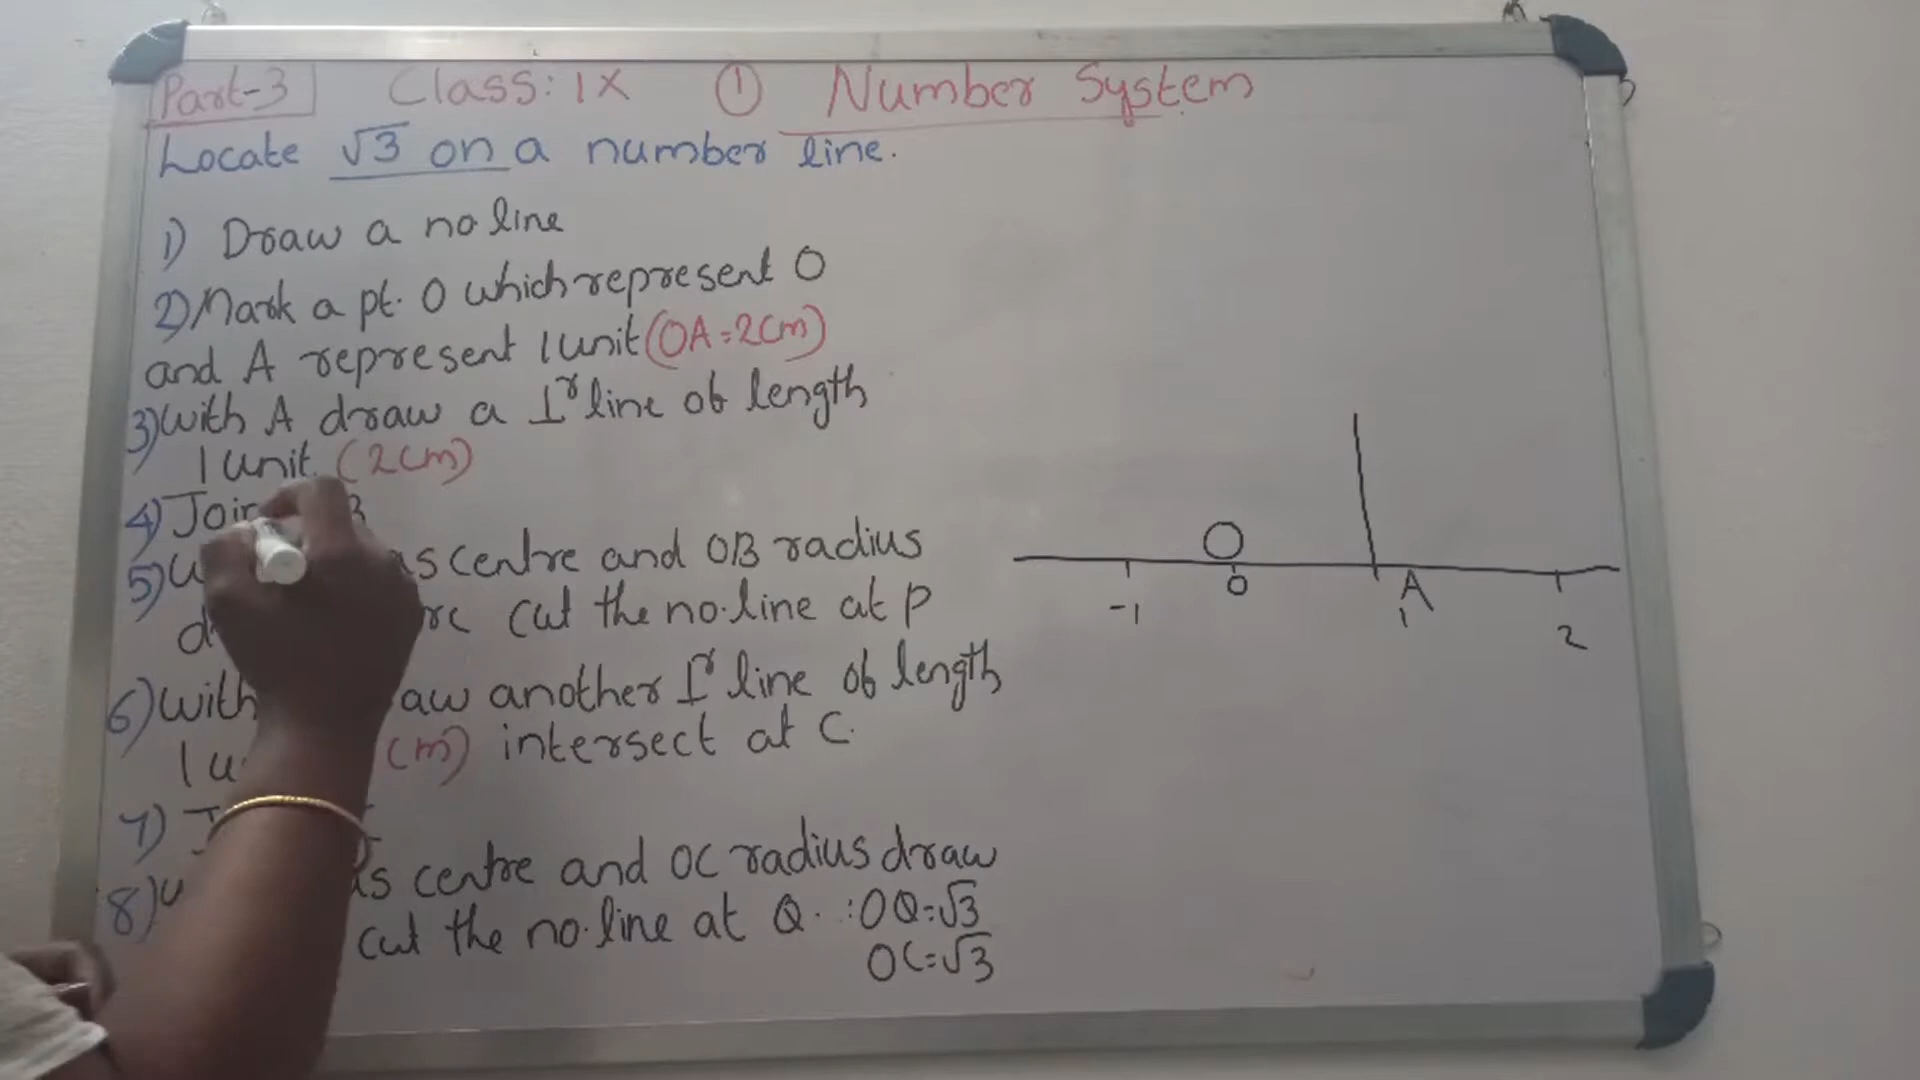 Part-3 Class: IX ① Number System
Locate √3 on a number line.
1) Draw a no line
2) Mark a pt. O which represent O
and A represent 1 unit (OA=2cm)
3) with A draw a ⊥r line of length
1 unit (2cm)
4) Join B
5) as centre and OB radius
cut the no.line at P
6) with another ⊥r line of length
1 cm) intersect at C.
7)
8) as centre and OC radius draw
cut the no.line at Q. ∴OQ=√3
OC=√3
O
-1 0 A
1 2